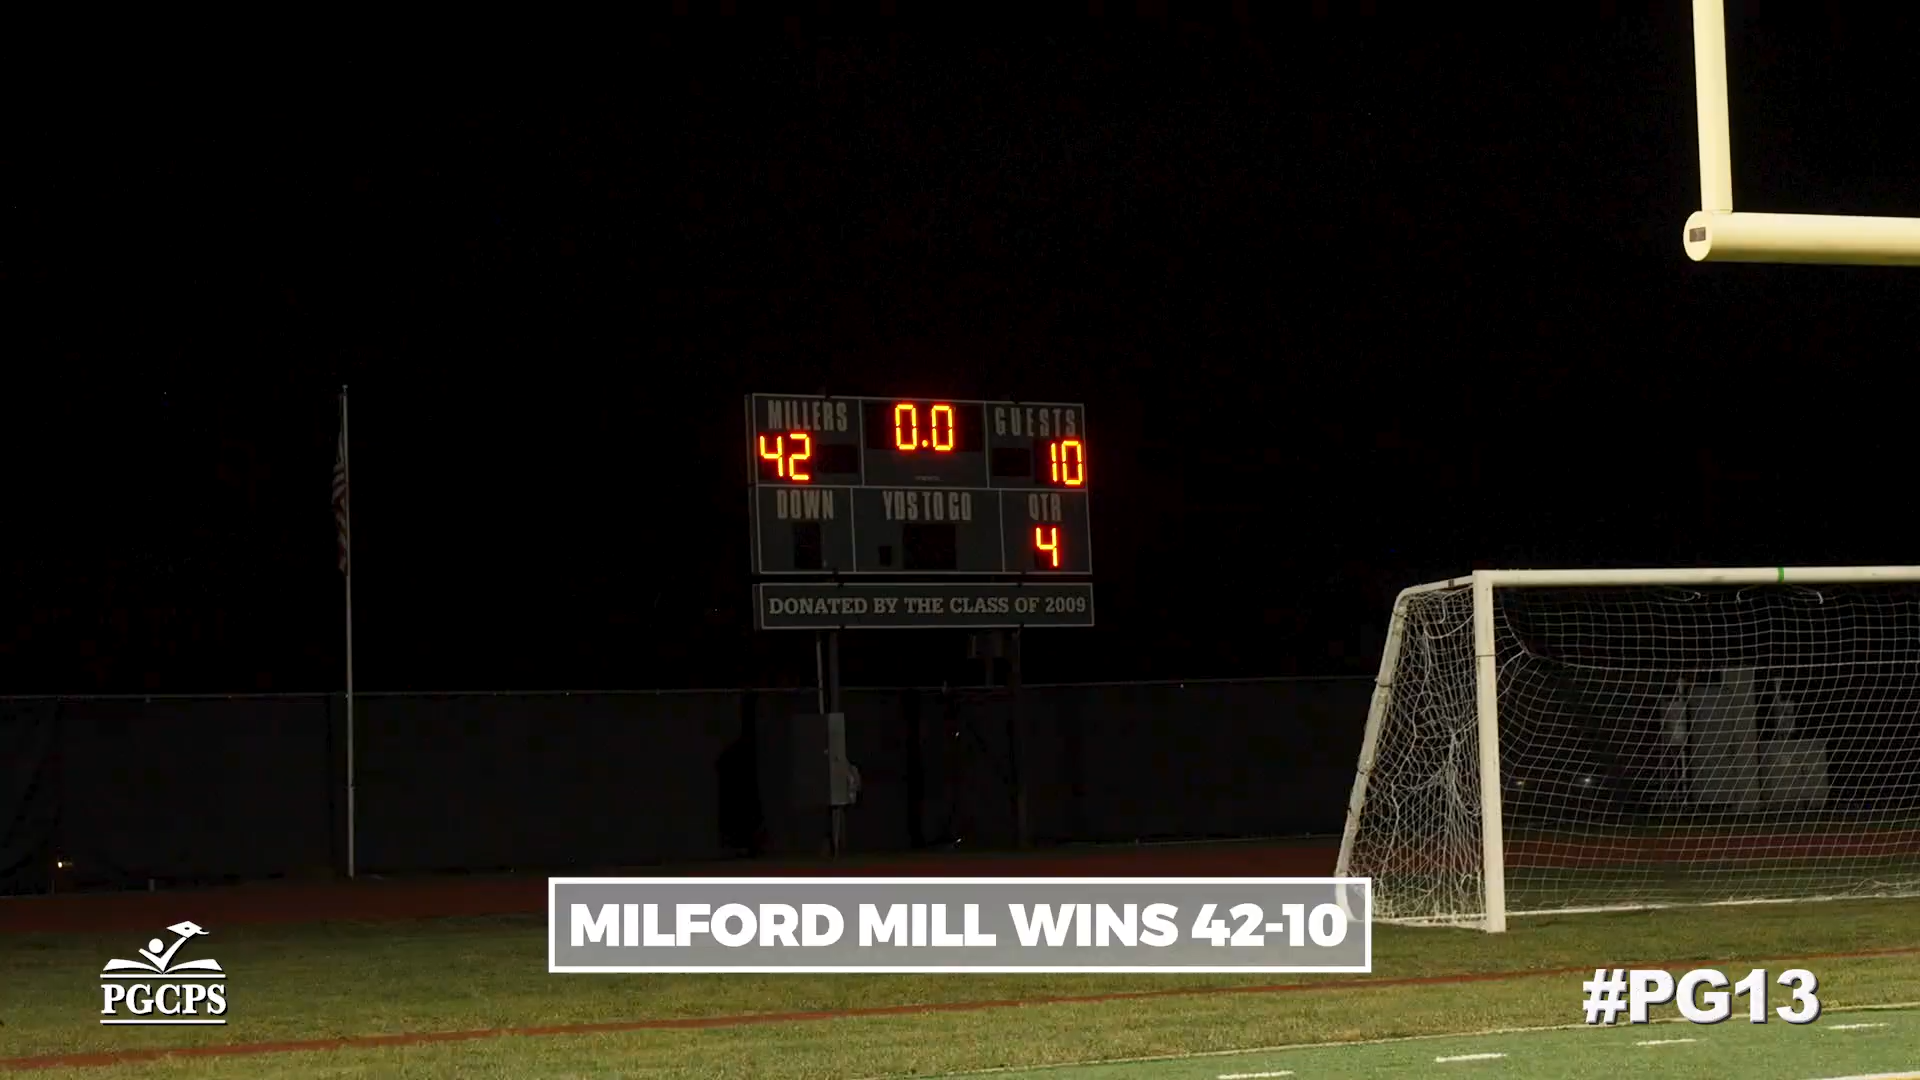 MILLERS
0.0
GUESTS
42
10
DOWN
YDS TO GO
QTR
4
DONATED BY THE CLASS OF 2009
MILFORD MILL WINS 42-10
PGCPS
#PG13